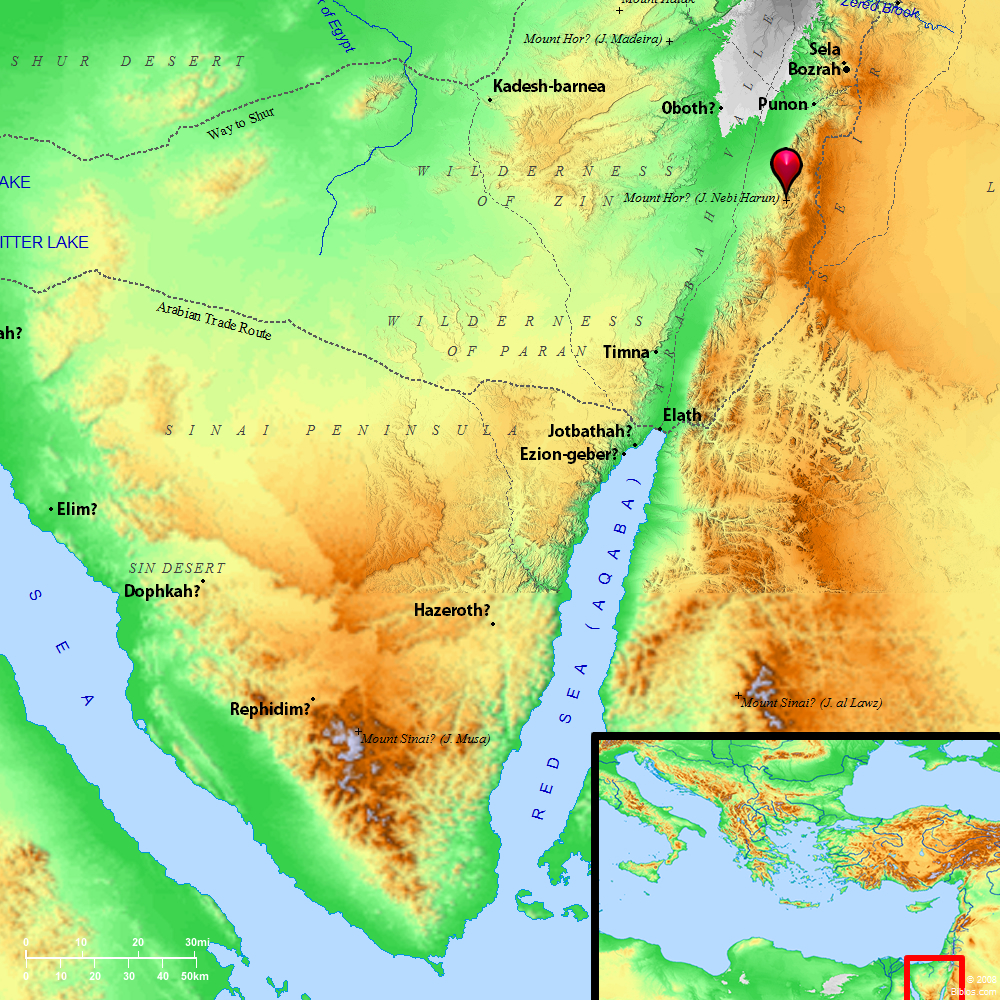 Mount Halak
Zered Brook
k of Egypt
Mount Hor? (J. Madeira)
Sela
SHUR DESERT
Bozrah
Kadesh-barnea
Oboth?
Punon
Way to Shur
WILDERNESS
OF ZIN
AKE
L
Mount Hor? (J. Nebi Harun)
ITTER LAKE
ARABAH VALLE
SEIR
Arabian Trade Route
WILDERNESS
OF PARAN
ah?
Timna
Elath
SINAI PENINSULA
Jotbathah?
Ezion-geber?
Elim?
SIN DESERT
Dophkah?
SEA
Hazeroth?
RED SEA (AQABA)
Rephidim?
Mount Sinai? (J. al Lawz)
Mount Sinai? (J. Musa)
0 10 20 30mi
0 10 20 30 40 50km
Biblos.com